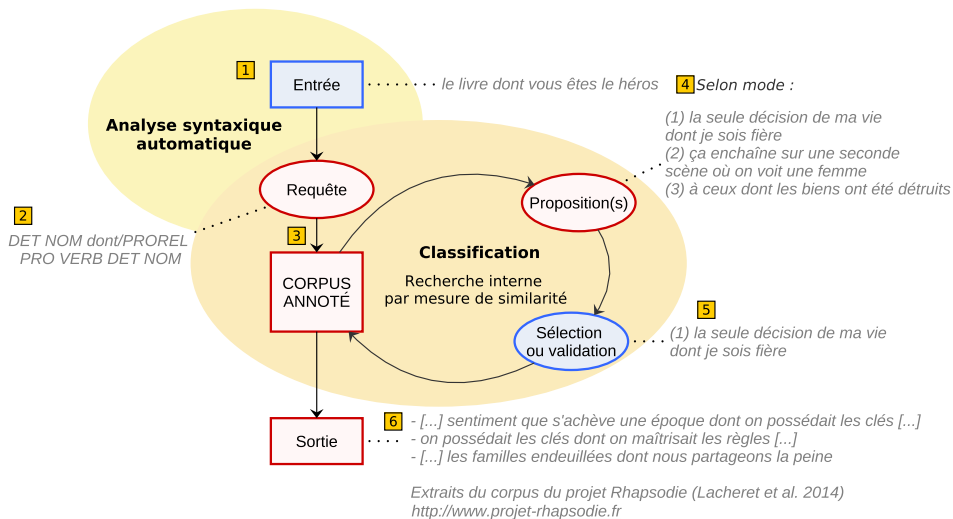 1
Entrée
le livre dont vous êtes le héros
4
Selon mode :
(1) la seule décision de ma vie
dont je sois fière
(2) ça enchaîne sur une seconde
scène où on voit une femme
(3) à ceux dont les biens ont été détruits
Analyse syntaxique
automatique
Requête
Proposition(s)
2
DET NOM dont/PROREL
PRO VERB DET NOM
3
CORPUS
ANNOTÉ
Classification
Recherche interne
par mesure de similarité
5
Sélection
ou validation
(1) la seule décision de ma vie
dont je sois fière
6
Sortie
- [...] sentiment que s'achève une époque dont on possédait les clés [...]
- on possédait les clés dont on maîtrisait les règles [...]
- [...] les familles endeuillées dont nous partageons la peine
Extraits du corpus du projet Rhapsodie (Lacheret et al. 2014)
http://www.projet-rhapsodie.fr